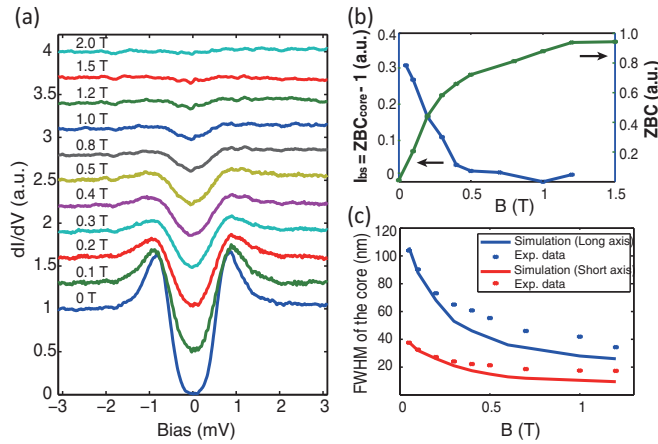 (a)
dI/dV (a.u.)
4
3.5
3
2.5
2
1.5
1
0.5
0
2.0 T
1.5 T
1.2 T
1.0 T
0.8 T
0.5 T
0.4 T
0.3 T
0.2 T
0.1 T
0 T
-3 -2 -1 0 1 2 3
Bias (mV)
(b)
Ibs = ZBCcore - 1 (a.u.)
0.4
0.3
0.2
0.1
0
1.0
0.8
0.6
0.4
0.2
ZBC (a.u.)
0 0.5 1 1.5
B (T)
(c)
FWHM of the core (nm)
120
100
80
60
40
20
Simulation (Long axis)
Exp. data
Simulation (Short axis)
Exp. data
0 0.5 1
B (T)